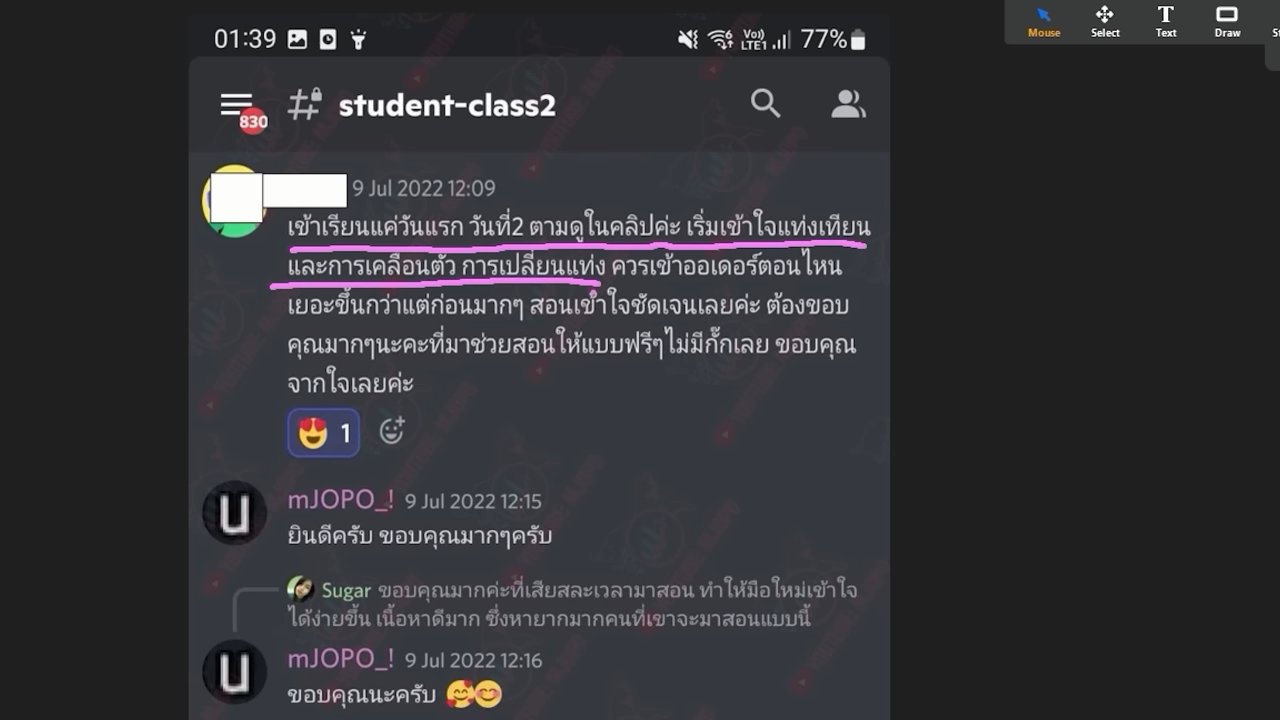 01:39
Vo)) LTE1 77%
Mouse Select Text Draw
830
student-class2
9 Jul 2022 12:09
เข้าเรียนแค่วันแรก วันที่2 ตามดูในคลิปค่ะ เริ่มเข้าใจแท่งเทียน
และการเคลื่อนตัว การเปลี่ยนแท่ง ควรเข้าออเดอร์ตอนไหน
เยอะขึ้นกว่าแต่ก่อนมากๆ สอนเข้าใจชัดเจนเลยค่ะ ต้องขอบ
คุณมากๆนะคะที่มาช่วยสอนให้แบบฟรีๆไม่มีกั๊กเลย ขอบคุณ
จากใจเลยค่ะ
1
mJOPO_! 9 Jul 2022 12:15
ยินดีครับ ขอบคุณมากๆครับ
Sugar ขอบคุณมากค่ะที่เสียสละเวลามาสอน ทำให้มือใหม่เข้าใจ
ได้ง่ายขึ้น เนื้อหาดีมาก ซึ่งหายากมากคนที่เขาจะมาสอนแบบนี้
mJOPO_! 9 Jul 2022 12:16
ขอบคุณนะครับ 🥰😊